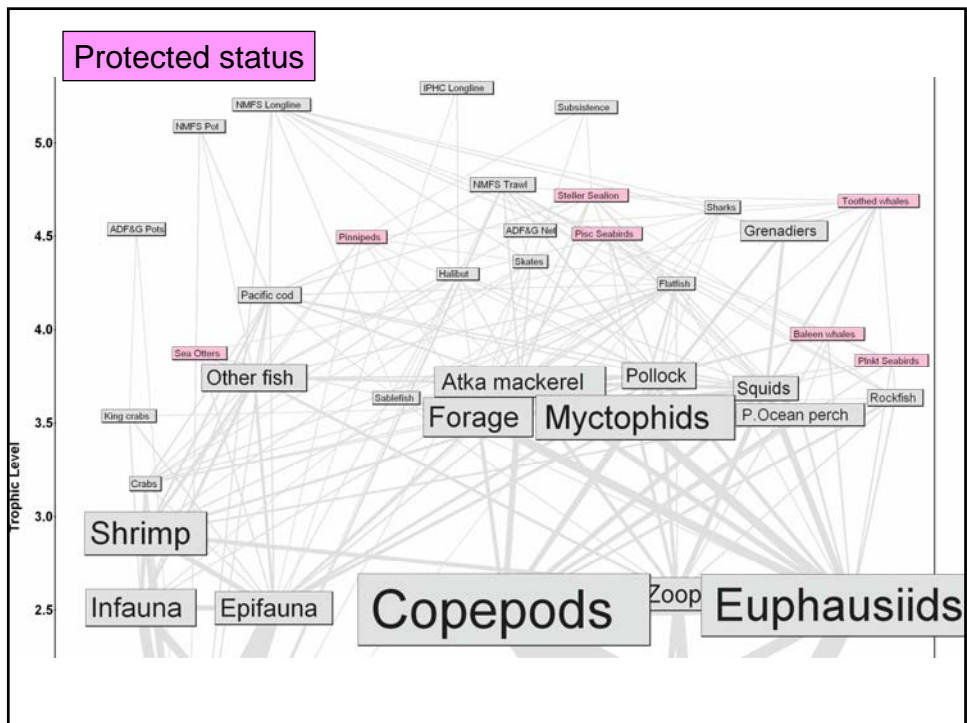 Protected status
IPHC Longline
NMFS Longline
Subsistence
NMFS Pot
5.0
NMFS Trawl
Steller Sealion
Toothed whales
Sharks
ADF&G Pots
4.5
Pinnipeds
ADF&G Net
Pisc Seabirds
Grenadiers
Skates
Halibut
Flatfish
Pacific cod
4.0
Baleen whales
Sea Otters
Plnkt Seabirds
Other fish
Atka mackerel
Pollock
Squids
Sablefish
Rockfish
King crabs
3.5
Forage
Myctophids
P.Ocean perch
Trophic Level
Crabs
3.0
Shrimp
2.5
Infauna
Epifauna
Copepods
Zoop
Euphausiids